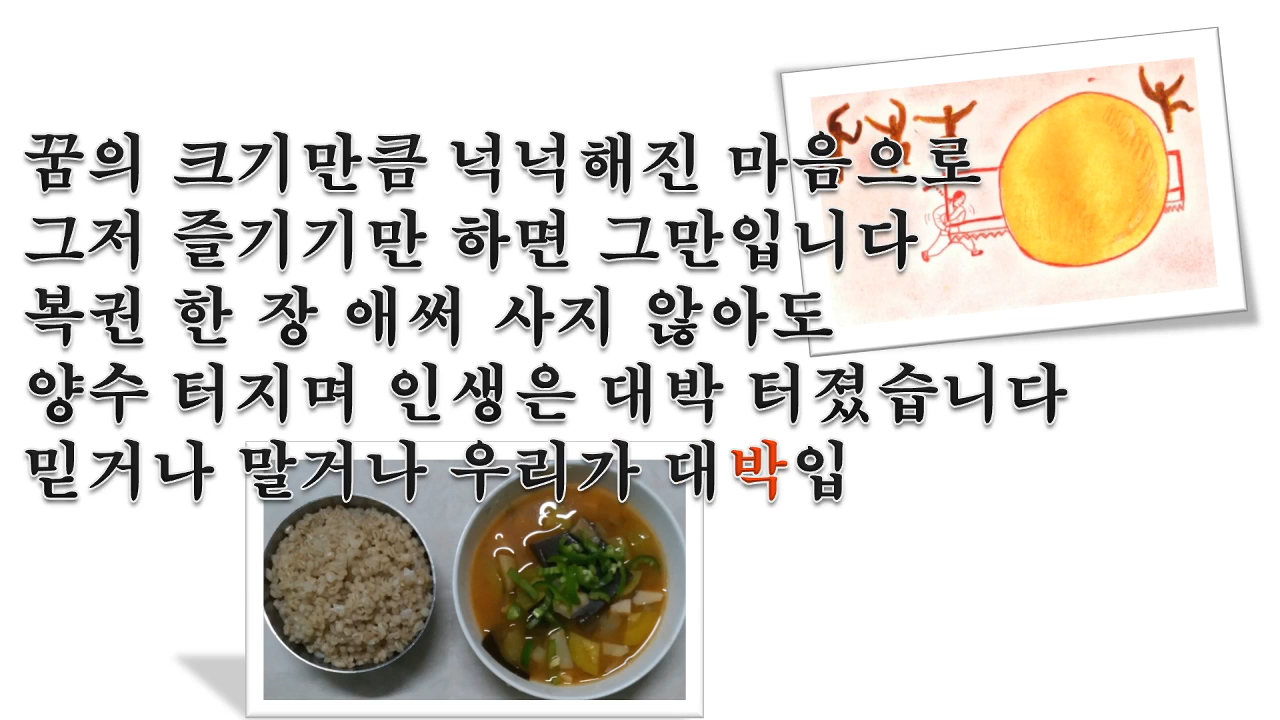 꿈의 크기만큼 넉넉해진 마음으로
그저 즐기기만 하면 그만입니다
복권 한 장 애써 사지 않아도
양수 터지며 인생은 대박 터졌습니다
믿거나 말거나 우리가 대박입